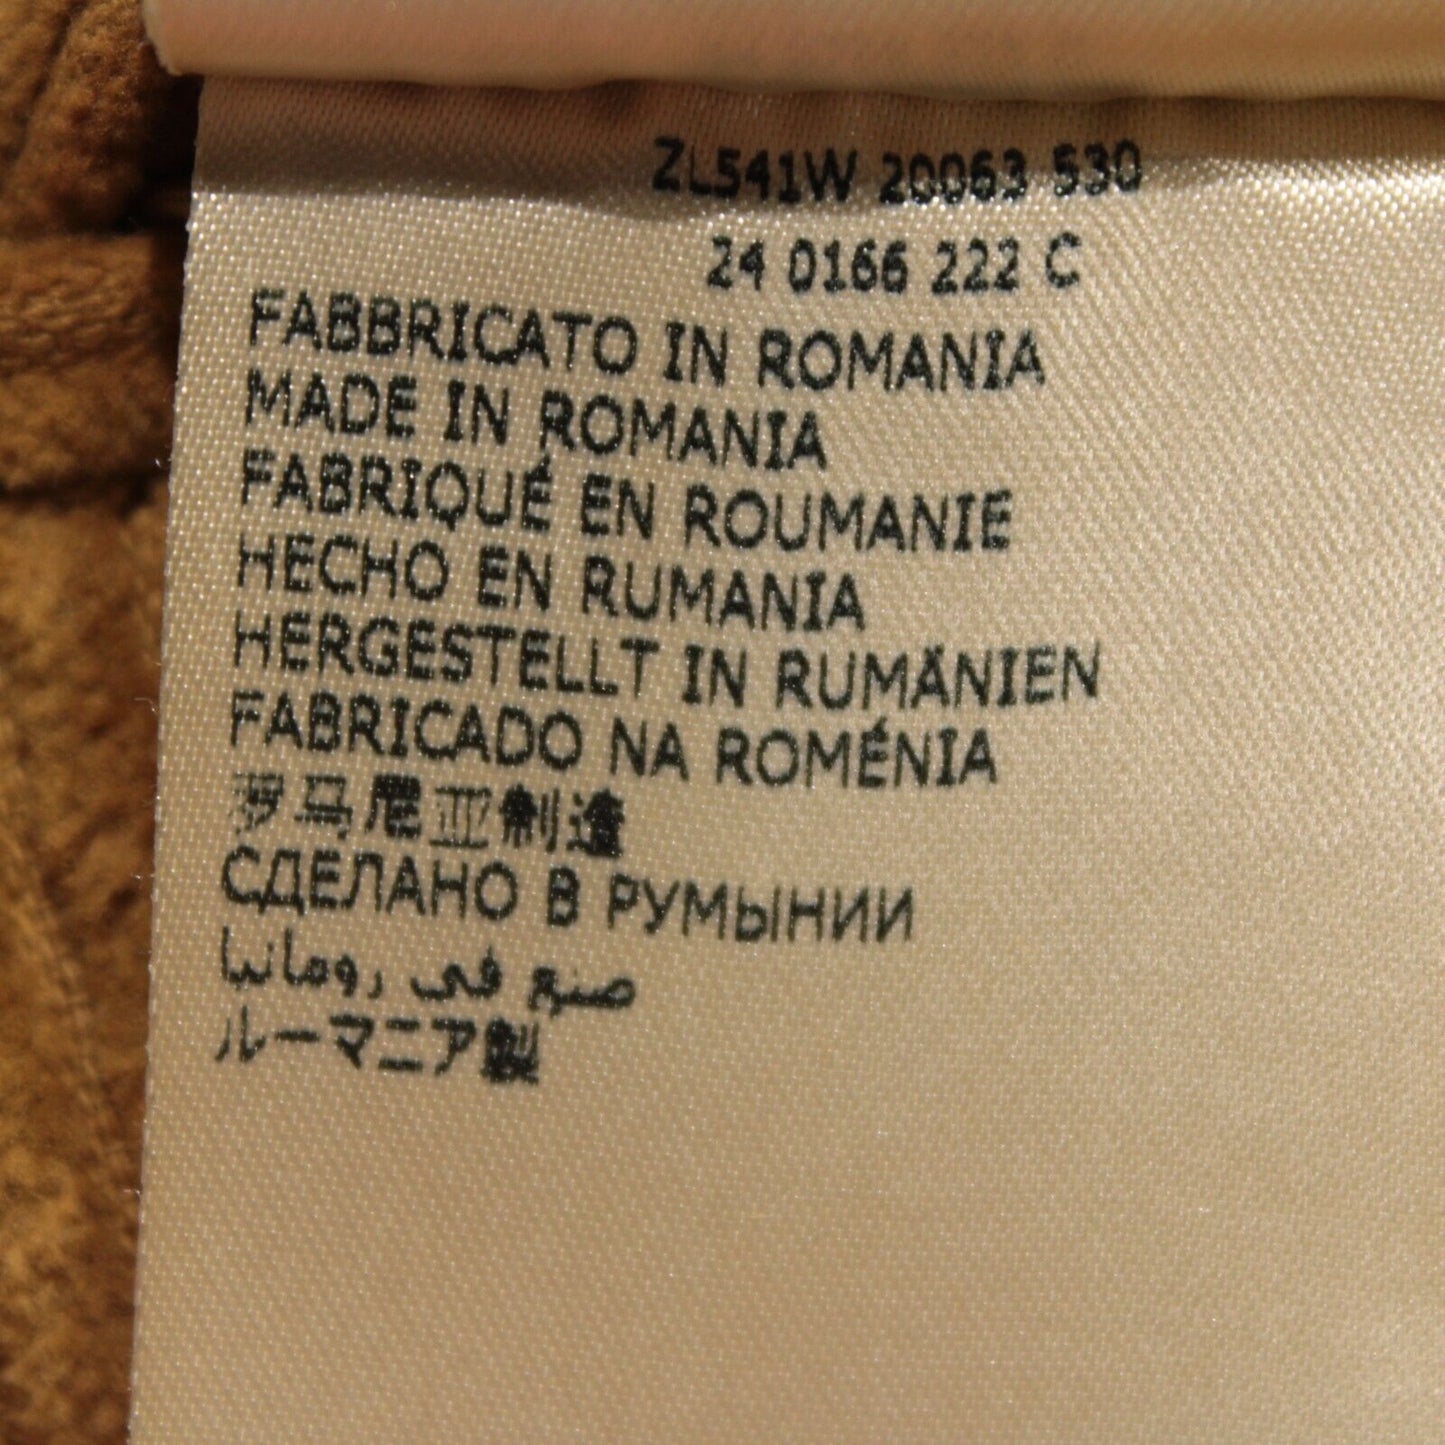 ZL541W 20063 530
24 0166 222 C
FABBRICATO IN ROMANIA
MADE IN ROMANIA
FABRIQUÉ EN ROUMANIE
HECHO EN RUMANIA
HERGESTELLT IN RUMÄNIEN
FABRICADO NA ROMÉNIA
罗马尼亚制造
СДЕЛАНО В РУМЫНИИ
صنع في رومانيا
ルーマニア製